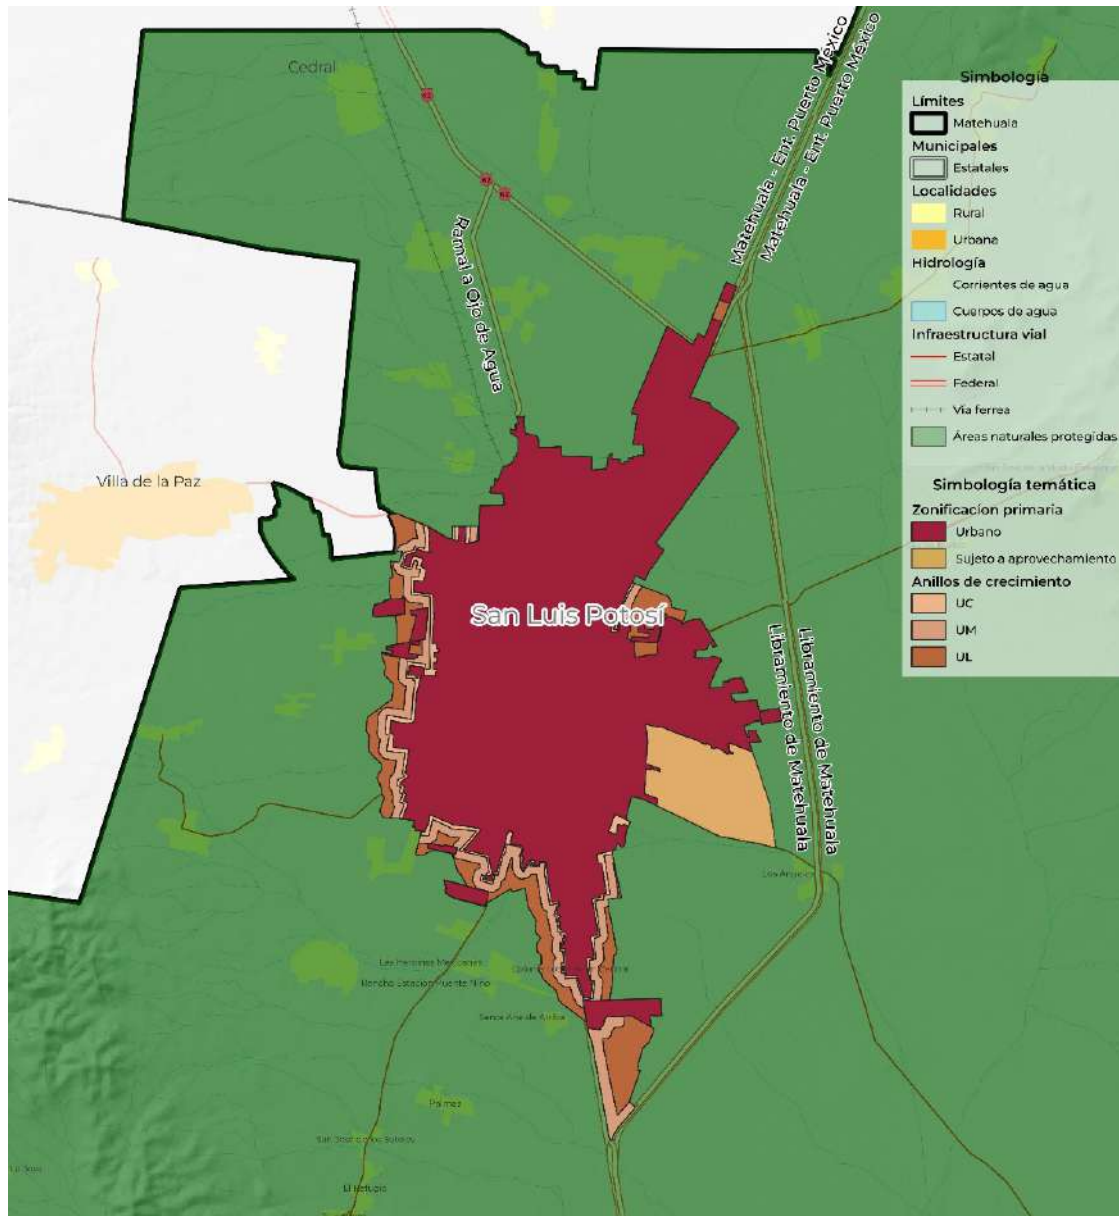 Cedral
Matehuala - Ent. Puerto México
Matehuala - Ent. Puerto México
Ramal a Ojo de Agua
Villa de la Paz
San Luis Potosí
Libramiento de Matehuala
Libramiento de Matehuala
Rancho Estación Puente Niño
Palmas
El Refugio
Simbología
Límites
Matehuala
Municipales
Estatales
Localidades
Rural
Urbana
Hidrología
Corrientes de agua
Cuerpos de agua
Infraestructura vial
Estatal
Federal
Vía ferrea
Áreas naturales protegidas
Simbología temática
Zonificacíon primaria
Urbano
Sujeto a aprovechamiento
Anillos de crecimiento
UC
UM
UL